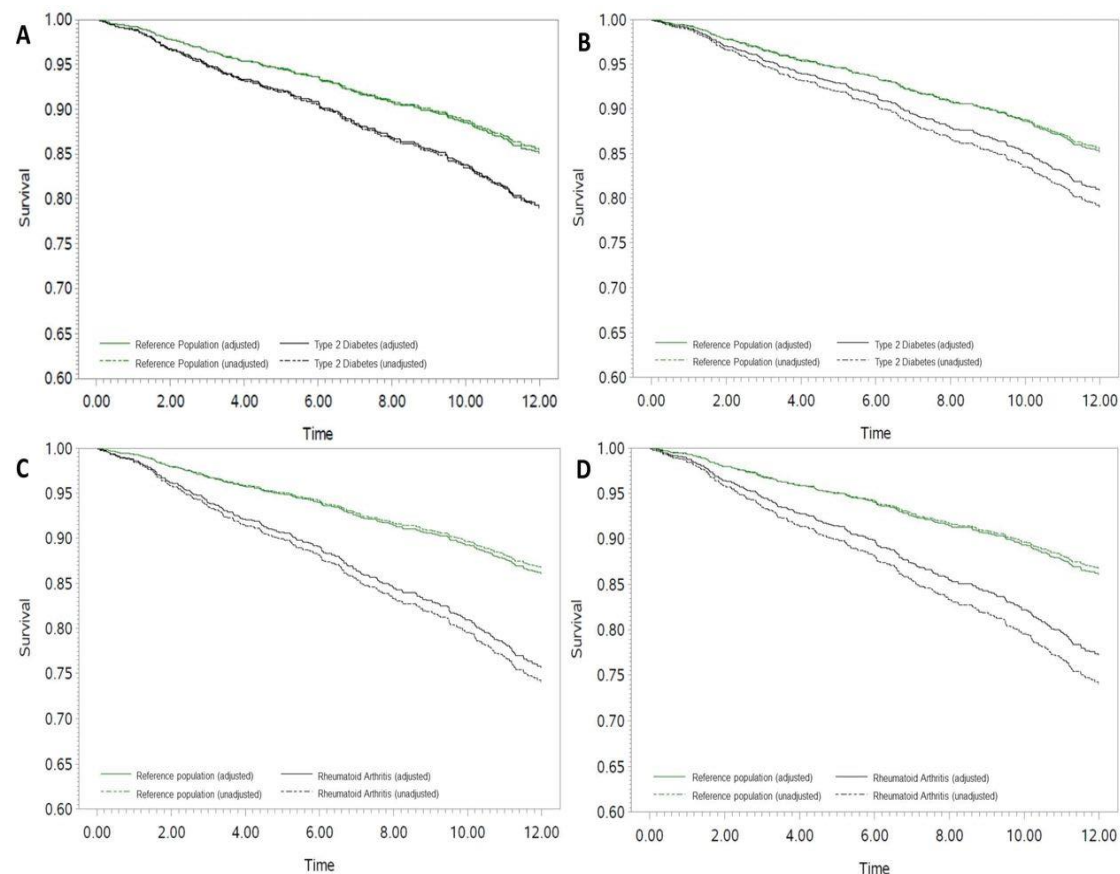 A
1.00
0.95
0.90
0.85
0.80
0.75
0.70
0.65
0.60
Survival
Reference Population (adjusted) Type 2 Diabetes (adjusted)
Reference Population (unadjusted) Type 2 Diabetes (unadjusted)
0.00 2.00 4.00 6.00 8.00 10.00 12.00
Time
B
1.00
0.95
0.90
0.85
0.80
0.75
0.70
0.65
0.60
Survival
Reference Population (adjusted) Type 2 Diabetes (adjusted)
Reference Population (unadjusted) Type 2 Diabetes (unadjusted)
0.00 2.00 4.00 6.00 8.00 10.00 12.00
Time
C
1.00
0.95
0.90
0.85
0.80
0.75
0.70
0.65
0.60
Survival
Reference population (adjusted) Rheumatoid Arthritis (adjusted)
Reference population (unadjusted) Rheumatoid Arthritis (unadjusted)
0.00 2.00 4.00 6.00 8.00 10.00 12.00
Time
D
1.00
0.95
0.90
0.85
0.80
0.75
0.70
0.65
0.60
Survival
Reference population (adjusted) Rheumatoid Arthritis (adjusted)
Reference population (unadjusted) Rheumatoid Arthritis (unadjusted)
0.00 2.00 4.00 6.00 8.00 10.00 12.00
Time